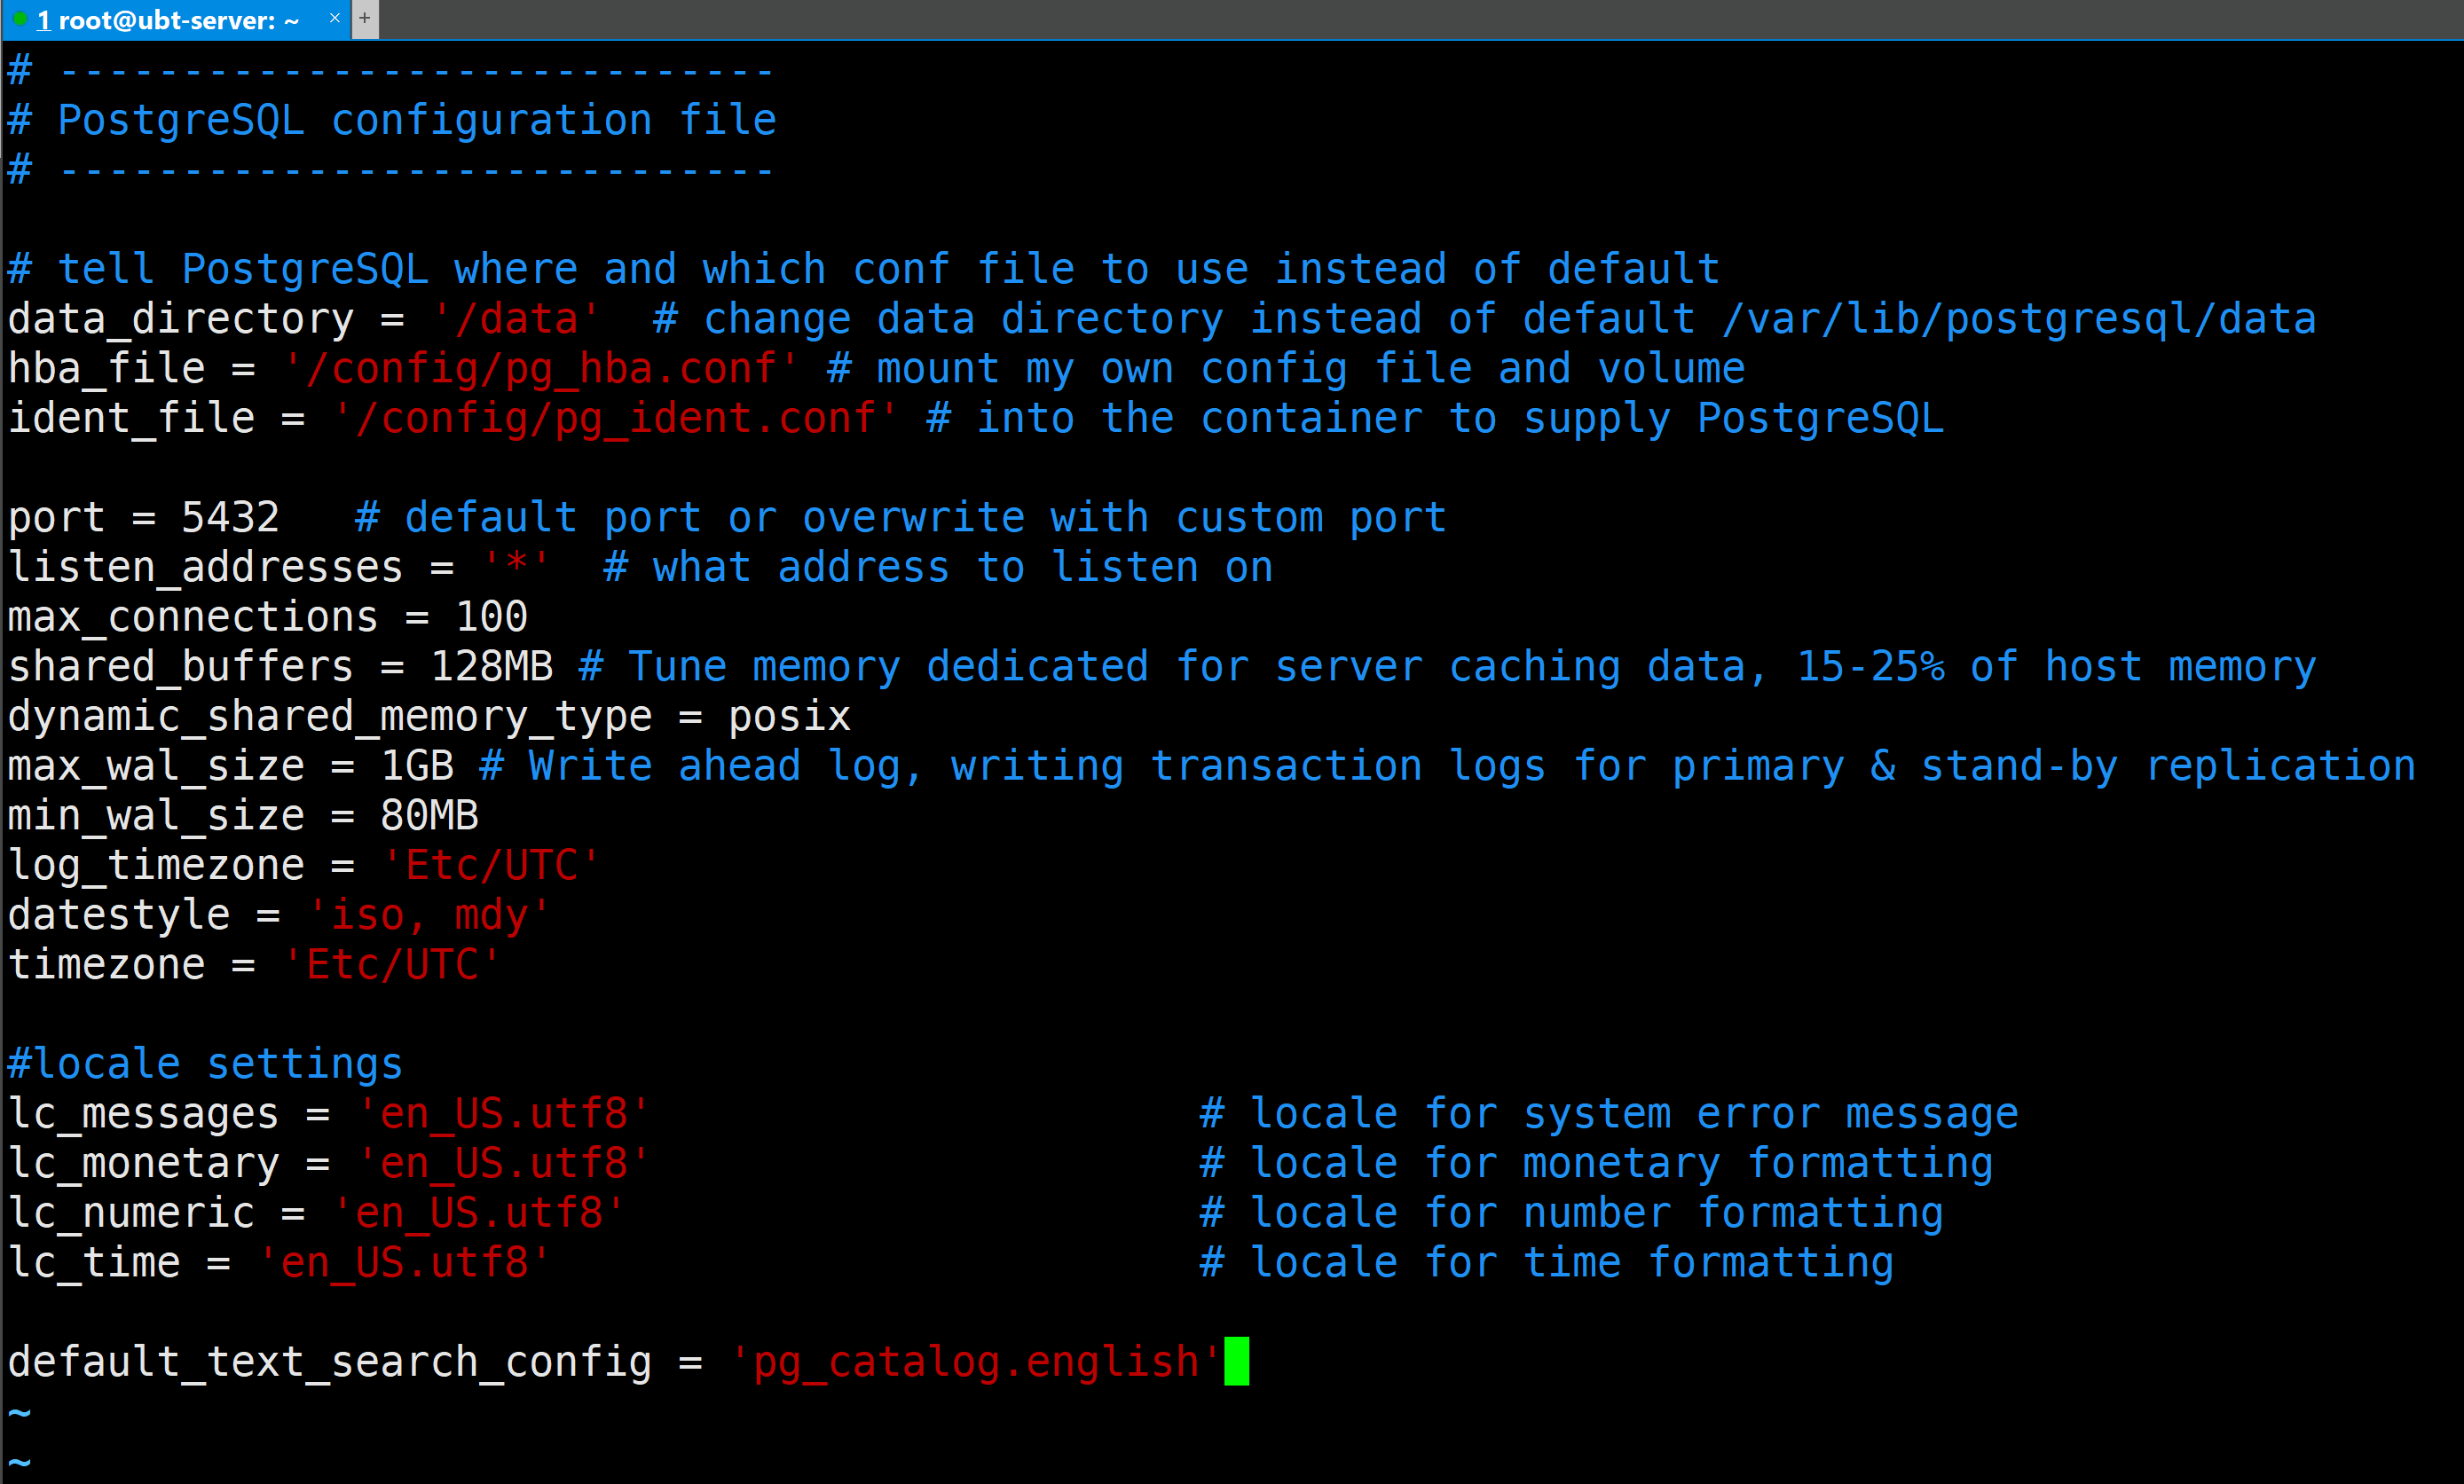 1 root@ubt-server: ~ × +
# -----------------------------
# PostgreSQL configuration file
# -----------------------------
# tell PostgreSQL where and which conf file to use instead of default
data_directory = '/data'  # change data directory instead of default /var/lib/postgresql/data
hba_file = '/config/pg_hba.conf' # mount my own config file and volume
ident_file = '/config/pg_ident.conf' # into the container to supply PostgreSQL
port = 5432   # default port or overwrite with custom port
listen_addresses = '*'  # what address to listen on
max_connections = 100
shared_buffers = 128MB # Tune memory dedicated for server caching data, 15-25% of host memory
dynamic_shared_memory_type = posix
max_wal_size = 1GB # Write ahead log, writing transaction logs for primary & stand-by replication
min_wal_size = 80MB
log_timezone = 'Etc/UTC'
datestyle = 'iso, mdy'
timezone = 'Etc/UTC'
#locale settings
lc_messages = 'en_US.utf8'                      # locale for system error message
lc_monetary = 'en_US.utf8'                      # locale for monetary formatting
lc_numeric = 'en_US.utf8'                       # locale for number formatting
lc_time = 'en_US.utf8'                          # locale for time formatting
default_text_search_config = 'pg_catalog.english'
~
~